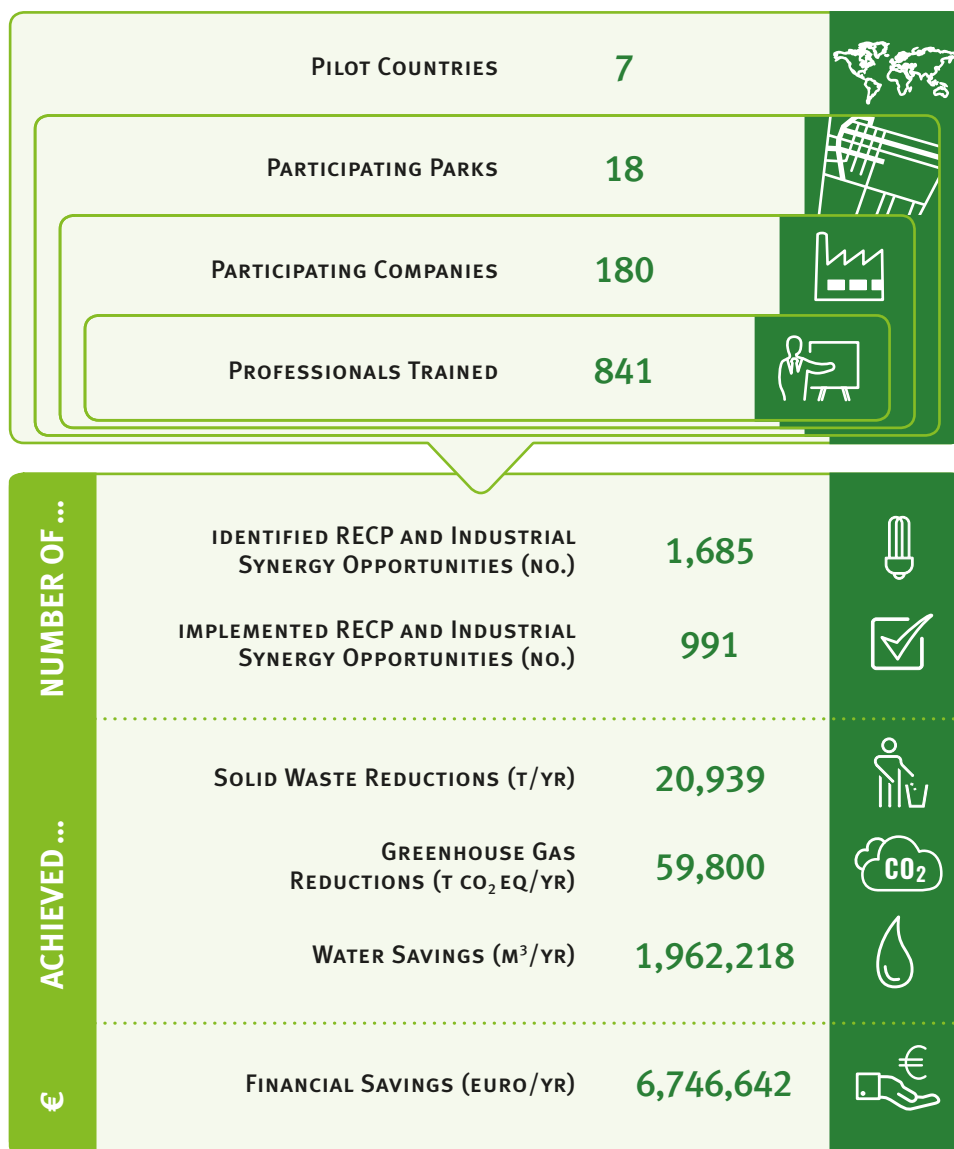 PILOT COUNTRIES 7
PARTICIPATING PARKS 18
PARTICIPATING COMPANIES 180
PROFESSIONALS TRAINED 841
NUMBER OF ...
IDENTIFIED RECP AND INDUSTRIAL
SYNERGY OPPORTUNITIES (NO.) 1,685
IMPLEMENTED RECP AND INDUSTRIAL
SYNERGY OPPORTUNITIES (NO.) 991
ACHIEVED ...
SOLID WASTE REDUCTIONS (T/YR) 20,939
GREENHOUSE GAS
REDUCTIONS (T CO₂ EQ/YR) 59,800
CO₂
WATER SAVINGS (M³/YR) 1,962,218
€
FINANCIAL SAVINGS (EURO/YR) 6,746,642
€